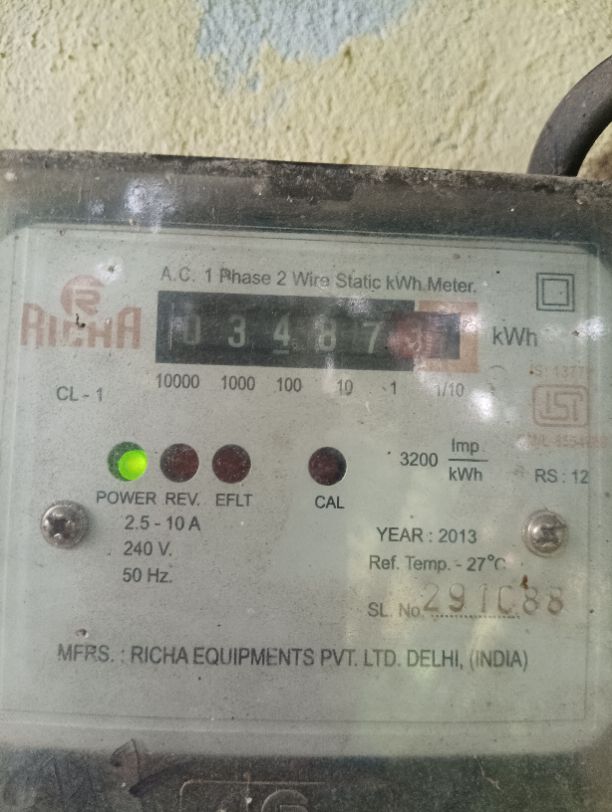 A.C. 1 Phase 2 Wire Static kWh Meter.
RICHA
0 3 4 8 7
kWh
CL - 1
10000 1000 100 10 1 1/10
3200 Imp/kWh
RS : 12
POWER REV. EFLT CAL
2.5 - 10 A
240 V.
50 Hz.
YEAR : 2013
Ref. Temp. - 27°C
SL. No.
MFRS. : RICHA EQUIPMENTS PVT. LTD. DELHI, (INDIA)